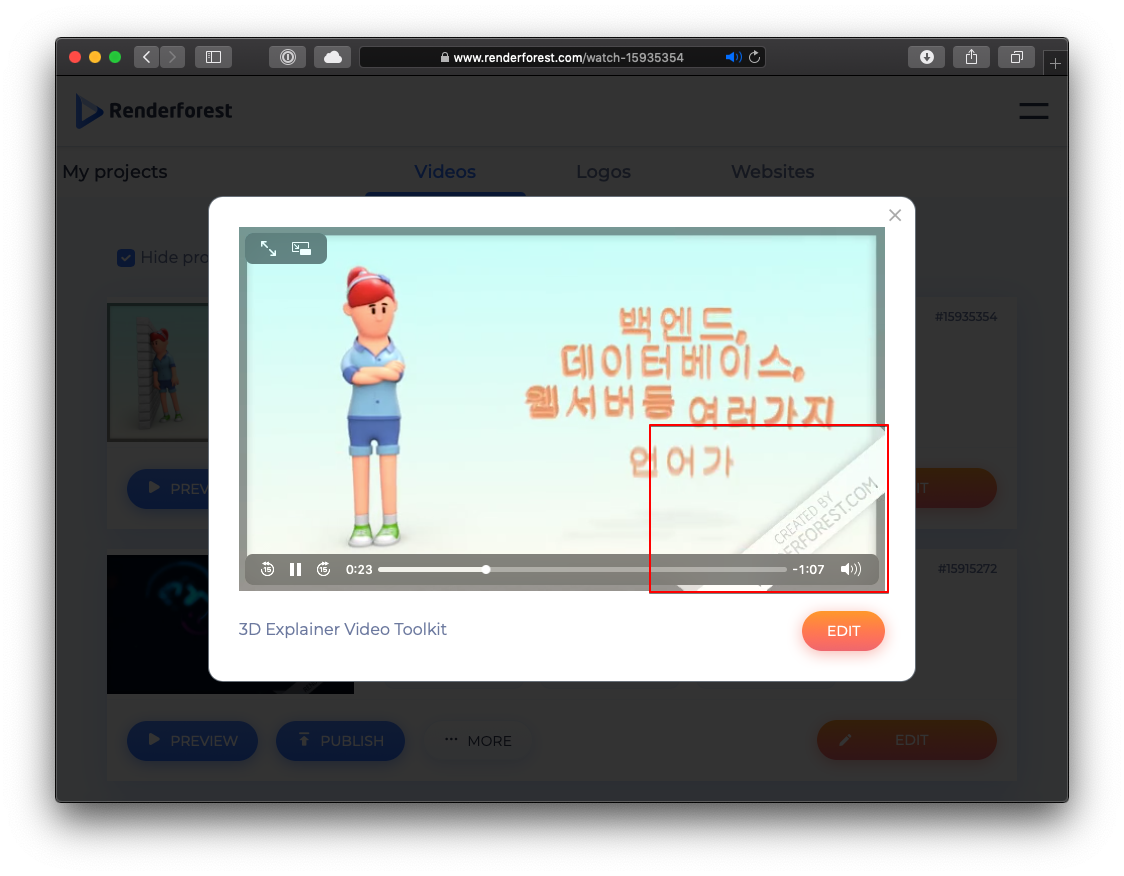 www.renderforest.com/watch-15935354
Renderforest
My projects
Videos
Logos
Websites
Hide pro
#15935354
백엔드,
데이터베이스,
웹서버등 여러가지
언어가
CREATED BY
ERFOREST.COM
PREV
IT
15
15
0:23
-1:07
#15915272
3D Explainer Video Toolkit
EDIT
PREVIEW
PUBLISH
MORE
EDIT